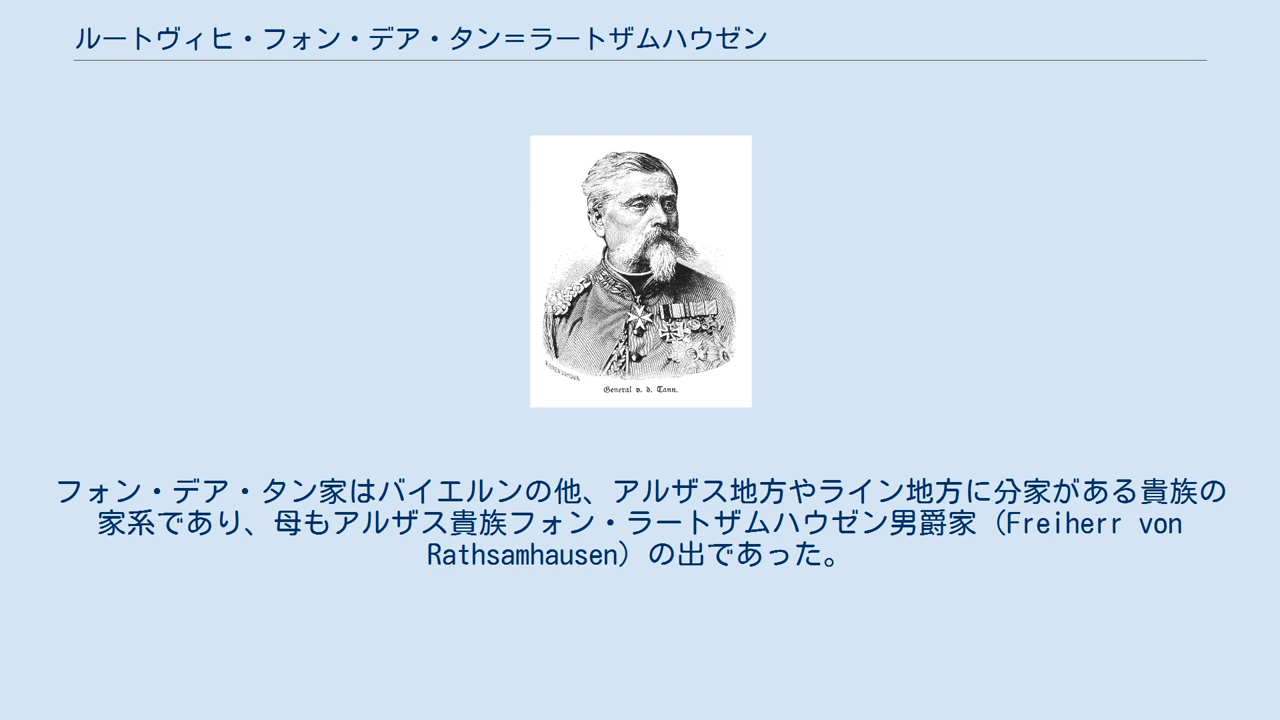 ルートヴィヒ・フォン・デア・タン＝ラートザムハウゼン
General v. d. Tann.
フォン・デア・タン家はバイエルンの他、アルザス地方やライン地方に分家がある貴族の
家系であり、母もアルザス貴族フォン・ラートザムハウゼン男爵家（Freiherr von
Rathsamhausen）の出であった。